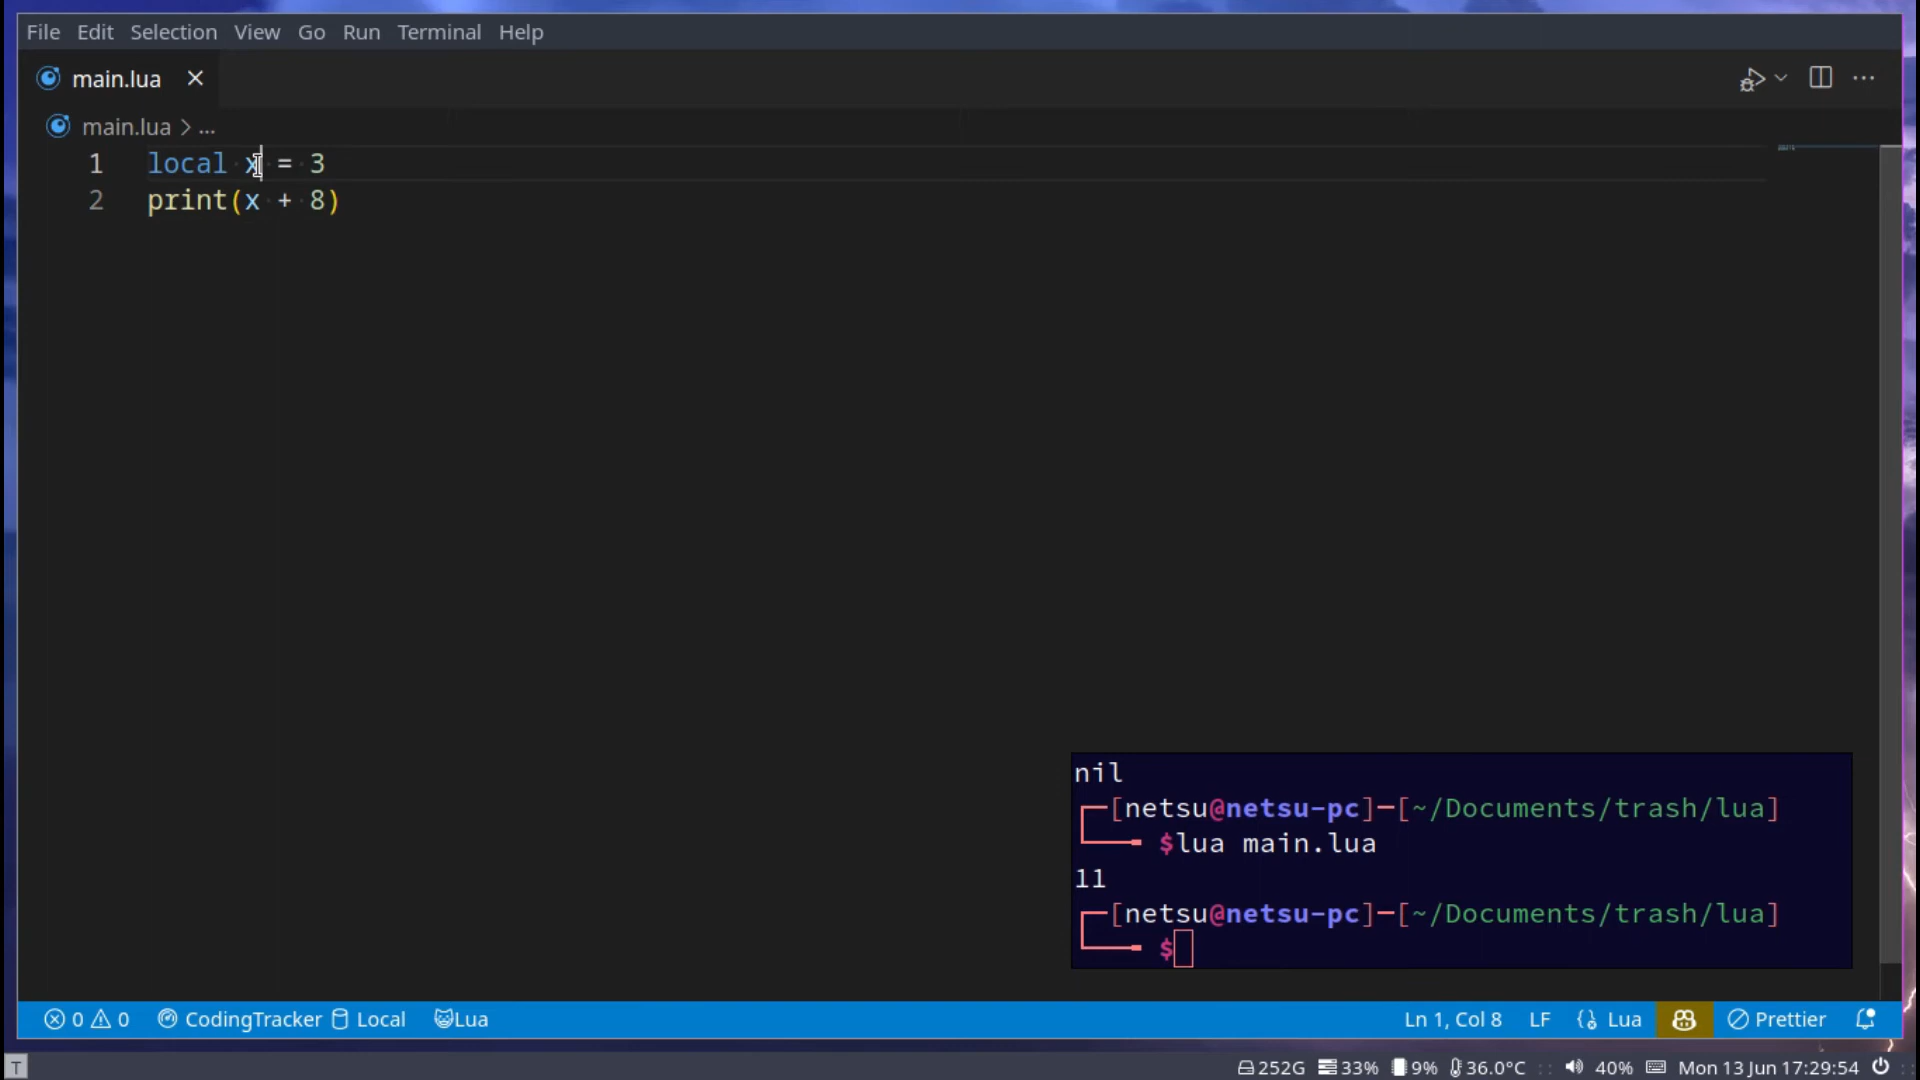 File Edit Selection View Go Run Terminal Help
main.lua
main.lua > ...
1 local x = 3
2 print(x + 8)
nil
[netsu@netsu-pc]─[~/Documents/trash/lua]
$lua main.lua
11
[netsu@netsu-pc]─[~/Documents/trash/lua]
$
0 0 CodingTracker Local Lua Ln 1, Col 8 LF Lua Prettier
T 252G 33% 9% 36.0°C :: 40% Mon 13 Jun 17:29:54